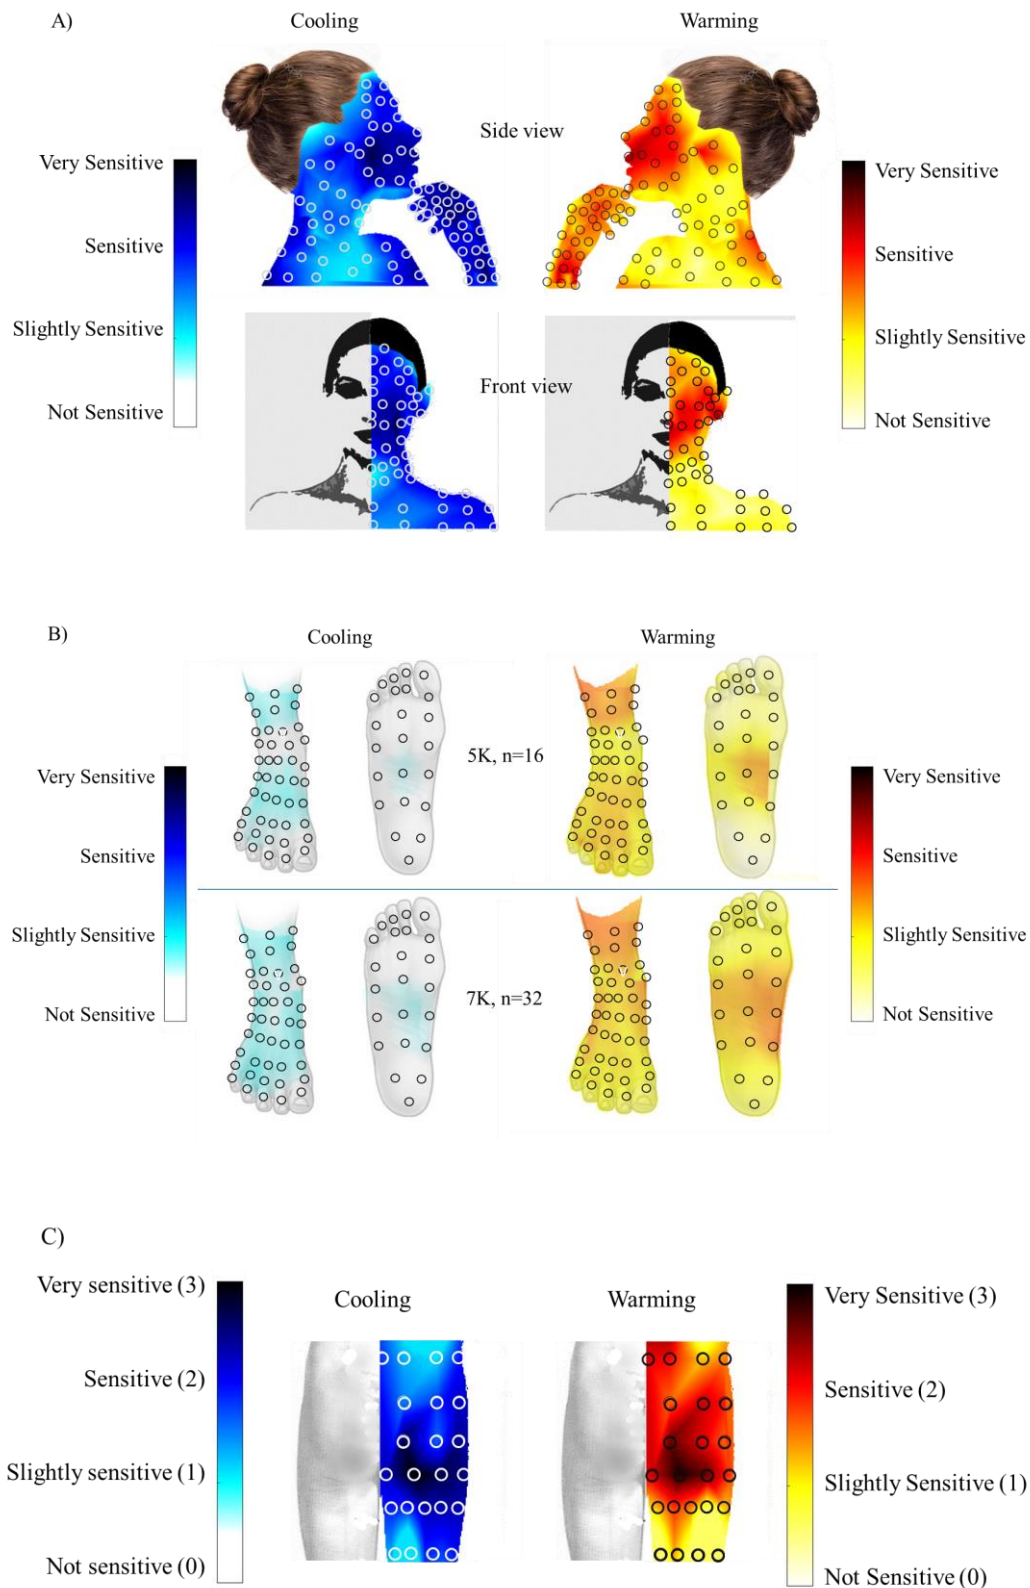 A)
Cooling
Warming
Side view
Very Sensitive
Sensitive
Slightly Sensitive
Not Sensitive
Very Sensitive
Sensitive
Slightly Sensitive
Not Sensitive
Front view
B)
Cooling
Warming
5K, n=16
Very Sensitive
Sensitive
Slightly Sensitive
Not Sensitive
Very Sensitive
Sensitive
Slightly Sensitive
Not Sensitive
7K, n=32
C)
Very sensitive (3)
Sensitive (2)
Slightly sensitive (1)
Not sensitive (0)
Cooling
Warming
Very Sensitive (3)
Sensitive (2)
Slightly Sensitive (1)
Not Sensitive (0)